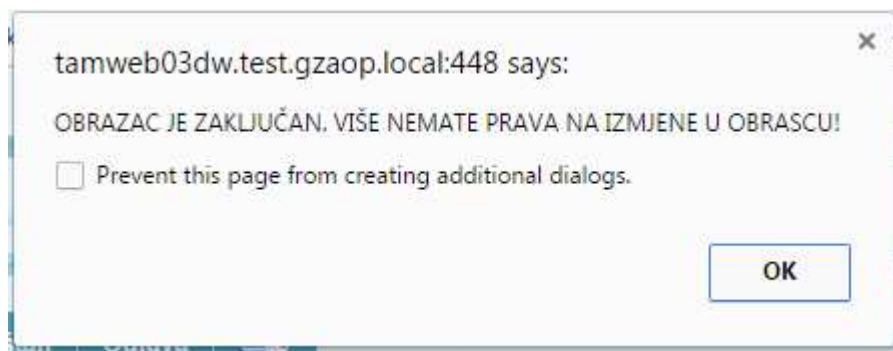 tamweb03dw.test.gzaop.local:448 says:
OBRAZAC JE ZAKLJUČAN, VIŠE NEMATE PRAVA NA IZMJENE U OBRASCU!
Prevent this page from creating additional dialogs.
OK